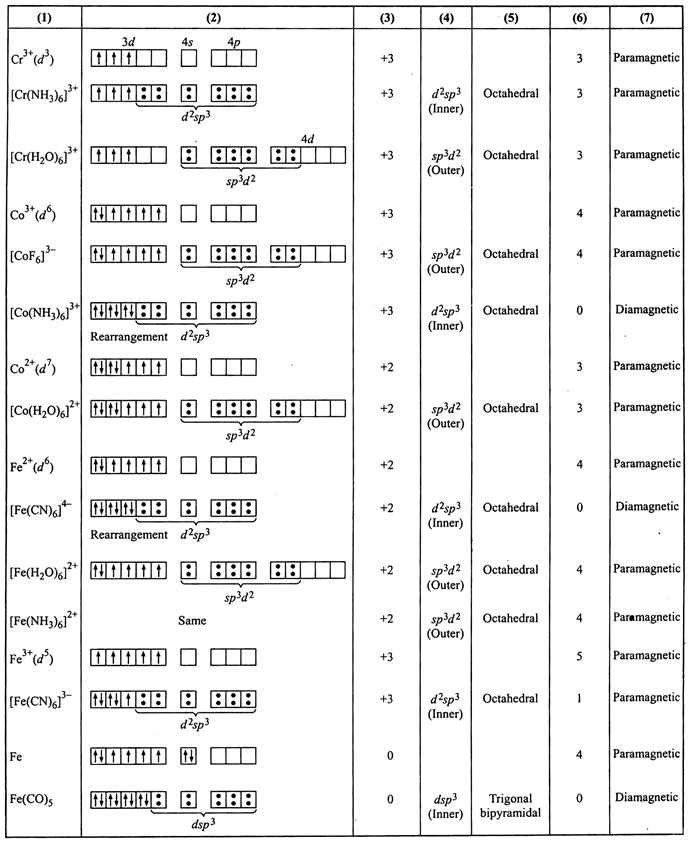 (1) (2) (3) (4) (5) (6) (7)
3d 4s 4p
Cr³⁺(d³) ↑ ↑ ↑ +3 3 Paramagnetic
[Cr(NH₃)₆]³⁺ ↑ ↑ ↑ : : : : : : +3 d²sp³ Octahedral 3 Paramagnetic
d²sp³ (Inner)
4d
[Cr(H₂O)₆]³⁺ ↑ ↑ ↑ : : : : : : +3 sp³d² Octahedral 3 Paramagnetic
sp³d² (Outer)
Co³⁺(d⁶) ↑↓ ↑ ↑ ↑ ↑ +3 4 Paramagnetic
[CoF₆]³⁻ ↑↓ ↑ ↑ ↑ ↑ : : : : : : +3 sp³d² Octahedral 4 Paramagnetic
sp³d² (Outer)
[Co(NH₃)₆]³⁺ ↑↓ ↑↓ ↑↓ : : : : : : +3 d²sp³ Octahedral 0 Diamagnetic
Rearrangement d²sp³ (Inner)
Co²⁺(d⁷) ↑↓ ↑↓ ↑ ↑ ↑ +2 3 Paramagnetic
[Co(H₂O)₆]²⁺ ↑↓ ↑↓ ↑ ↑ ↑ : : : : : : +2 sp³d² Octahedral 3 Paramagnetic
sp³d² (Outer)
Fe²⁺(d⁶) ↑↓ ↑ ↑ ↑ ↑ +2 4 Paramagnetic
[Fe(CN)₆]⁴⁻ ↑↓ ↑↓ ↑↓ : : : : : : +2 d²sp³ Octahedral 0 Diamagnetic
Rearrangement d²sp³ (Inner)
[Fe(H₂O)₆]²⁺ ↑↓ ↑ ↑ ↑ ↑ : : : : : : +2 sp³d² Octahedral 4 Paramagnetic
sp³d² (Outer)
[Fe(NH₃)₆]²⁺ Same +2 sp³d² Octahedral 4 Paramagnetic
(Outer)
Fe³⁺(d⁵) ↑ ↑ ↑ ↑ ↑ +3 5 Paramagnetic
[Fe(CN)₆]³⁻ ↑↓ ↑↓ ↑ : : : : : : +3 d²sp³ Octahedral 1 Paramagnetic
d²sp³ (Inner)
Fe ↑↓ ↑ ↑ ↑ ↑ ↑↓ 0 4 Paramagnetic
Fe(CO)₅ ↑↓ ↑↓ ↑↓ ↑↓ : : : : : 0 dsp³ Trigonal 0 Diamagnetic
dsp³ (Inner) bipyramidal